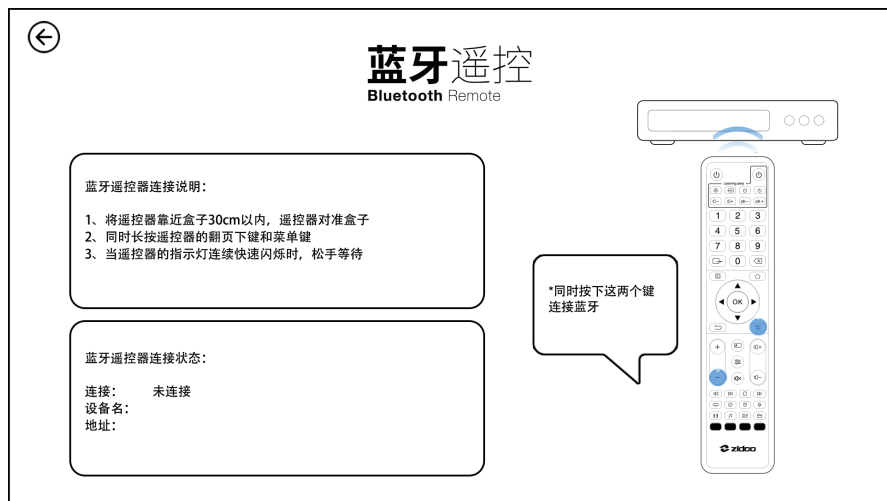 蓝牙遥控
Bluetooth Remote
蓝牙遥控器连接说明：
1、将遥控器靠近盒子30cm以内，遥控器对准盒子
2、同时长按遥控器的翻页下键和菜单键
3、当遥控器的指示灯连续快速闪烁时，松手等待
*同时按下这两个键
连接蓝牙
蓝牙遥控器连接状态：
连接： 未连接
设备名：
地址：
Learning area
1 2 3
4 5 6
7 8 9
0
OK
zidoo